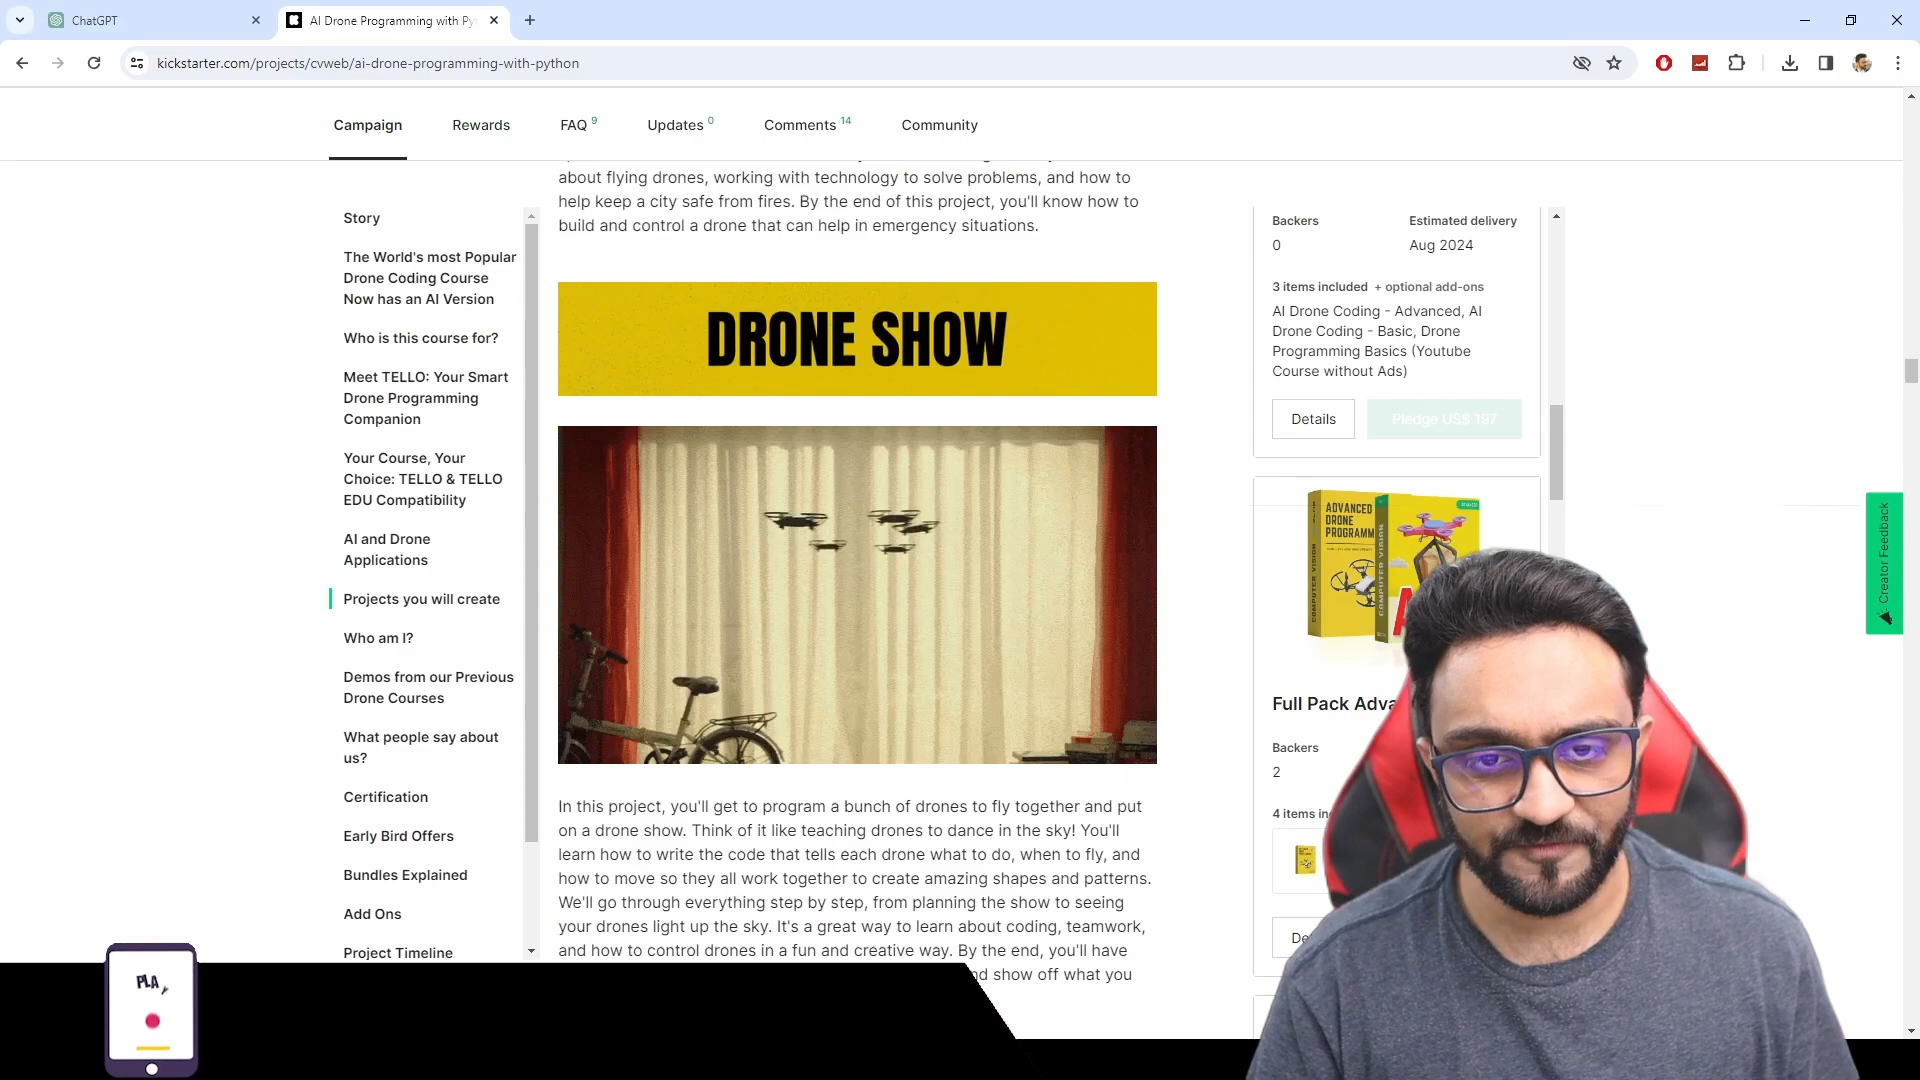 ChatGPT
AI Drone Programming with Py
kickstarter.com/projects/cvweb/ai-drone-programming-with-python
Campaign
Rewards
FAQ 9
Updates 0
Comments 14
Community
Story
The World's most Popular
Drone Coding Course
Now has an AI Version
Who is this course for?
Meet TELLO: Your Smart
Drone Programming
Companion
Your Course, Your
Choice: TELLO & TELLO
EDU Compatibility
AI and Drone
Applications
Projects you will create
Who am I?
Demos from our Previous
Drone Courses
What people say about
us?
Certification
Early Bird Offers
Bundles Explained
Add Ons
Project Timeline
about flying drones, working with technology to solve problems, and how to
help keep a city safe from fires. By the end of this project, you'll know how to
build and control a drone that can help in emergency situations.
DRONE SHOW
In this project, you'll get to program a bunch of drones to fly together and put
on a drone show. Think of it like teaching drones to dance in the sky! You'll
learn how to write the code that tells each drone what to do, when to fly, and
how to move so they all work together to create amazing shapes and patterns.
We'll go through everything step by step, from planning the show to seeing
your drones light up the sky. It's a great way to learn about coding, teamwork,
and how to control drones in a fun and creative way. By the end, you'll have
nd show off what you
Backers
0
Estimated delivery
Aug 2024
3 items included + optional add-ons
AI Drone Coding - Advanced, AI
Drone Coding - Basic, Drone
Programming Basics (Youtube
Course without Ads)
Details
Pledge US$ 197
ADVANCED
DRONE
PROGRAMM
COMPUTER VISION
COMPUTER VISION
Full Pack Adva
Backers
2
4 items in
De
Creator Feedback
PLA